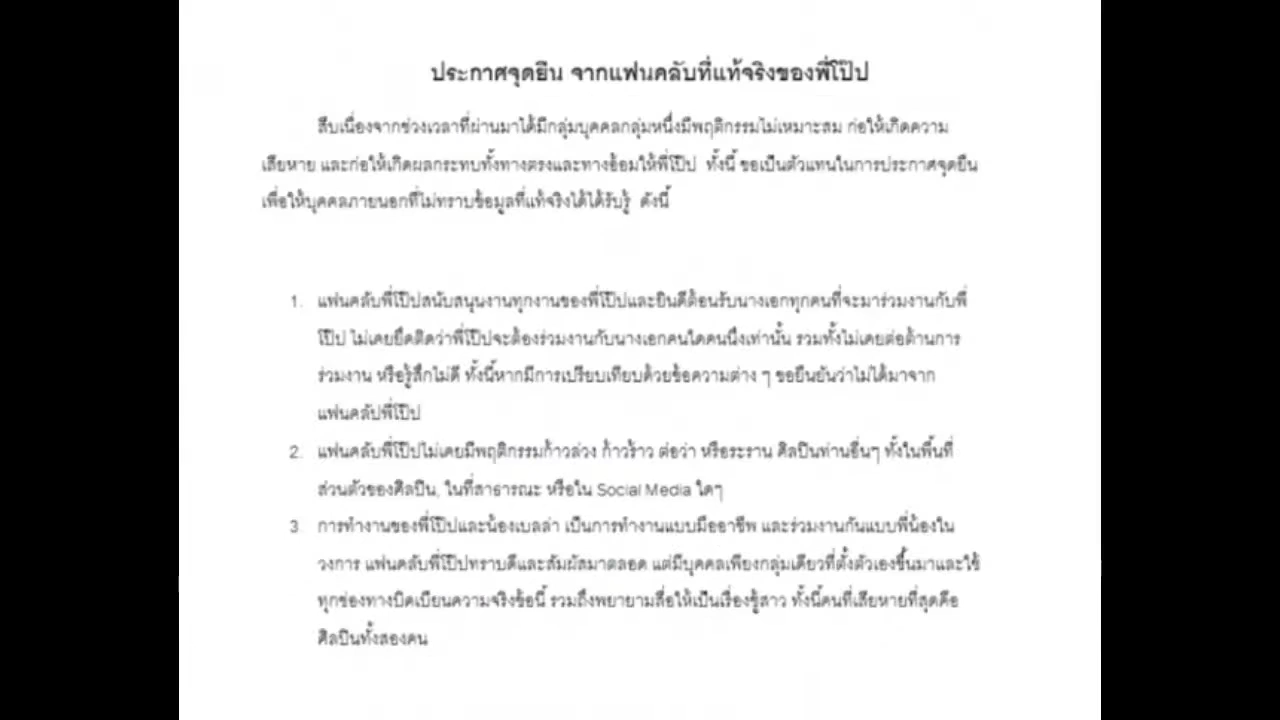 ประกาศจุดยืน จากแฟนคลับที่แท้จริงของพี่โป๊ป
สืบเนื่องจากช่วงเวลาที่ผ่านมาได้มีกลุ่มบุคคลกลุ่มหนึ่งมีพฤติกรรมไม่เหมาะสม ก่อให้เกิดความ
เสียหาย และก่อให้เกิดผลกระทบทั้งทางตรงและทางอ้อมให้พี่โป๊ป ทั้งนี้ ขอเป็นตัวแทนในการประกาศจุดยืน
เพื่อให้บุคคลภายนอกที่ไม่ทราบข้อมูลที่แท้จริงได้ได้รับรู้ ดังนี้
1. แฟนคลับพี่โป๊ปสนับสนุนงานทุกงานของพี่โป๊ปและยินดีต้อนรับนางเอกทุกคนที่จะมาร่วมงานกับพี่
โป๊ป ไม่เคยยึดติดว่าพี่โป๊ปจะต้องร่วมงานกับนางเอกคนใดคนนึงเท่านั้น รวมทั้งไม่เคยต่อต้านการ
ร่วมงาน หรือรู้สึกไม่ดี ทั้งนี้หากมีการเปรียบเทียบด้วยข้อความต่าง ๆ ขอยืนยันว่าไม่ได้มาจาก
แฟนคลับพี่โป๊ป
2. แฟนคลับพี่โป๊ปไม่เคยมีพฤติกรรมก้าวล่วง ก้าวร้าว ต่อว่า หรือระราน ศิลปินท่านอื่นๆ ทั้งในพื้นที่
ส่วนตัวของศิลปิน, ในที่สาธารณะ หรือใน Social Media ใดๆ
3. การทำงานของพี่โป๊ปและน้องเบลล่า เป็นการทำงานแบบมืออาชีพ และร่วมงานกันแบบพี่น้องใน
วงการ แฟนคลับพี่โป๊ปทราบดีและสัมผัสมาตลอด แต่มีบุคคลเพียงกลุ่มเดียวที่ตั้งตัวเองขึ้นมาและใช้
ทุกช่องทางบิดเบียนความจริงข้อนี้ รวมถึงพยายามสื่อให้เป็นเรื่องชู้สาว ทั้งนี้คนที่เสียหายที่สุดคือ
ศิลปินทั้งสองคน